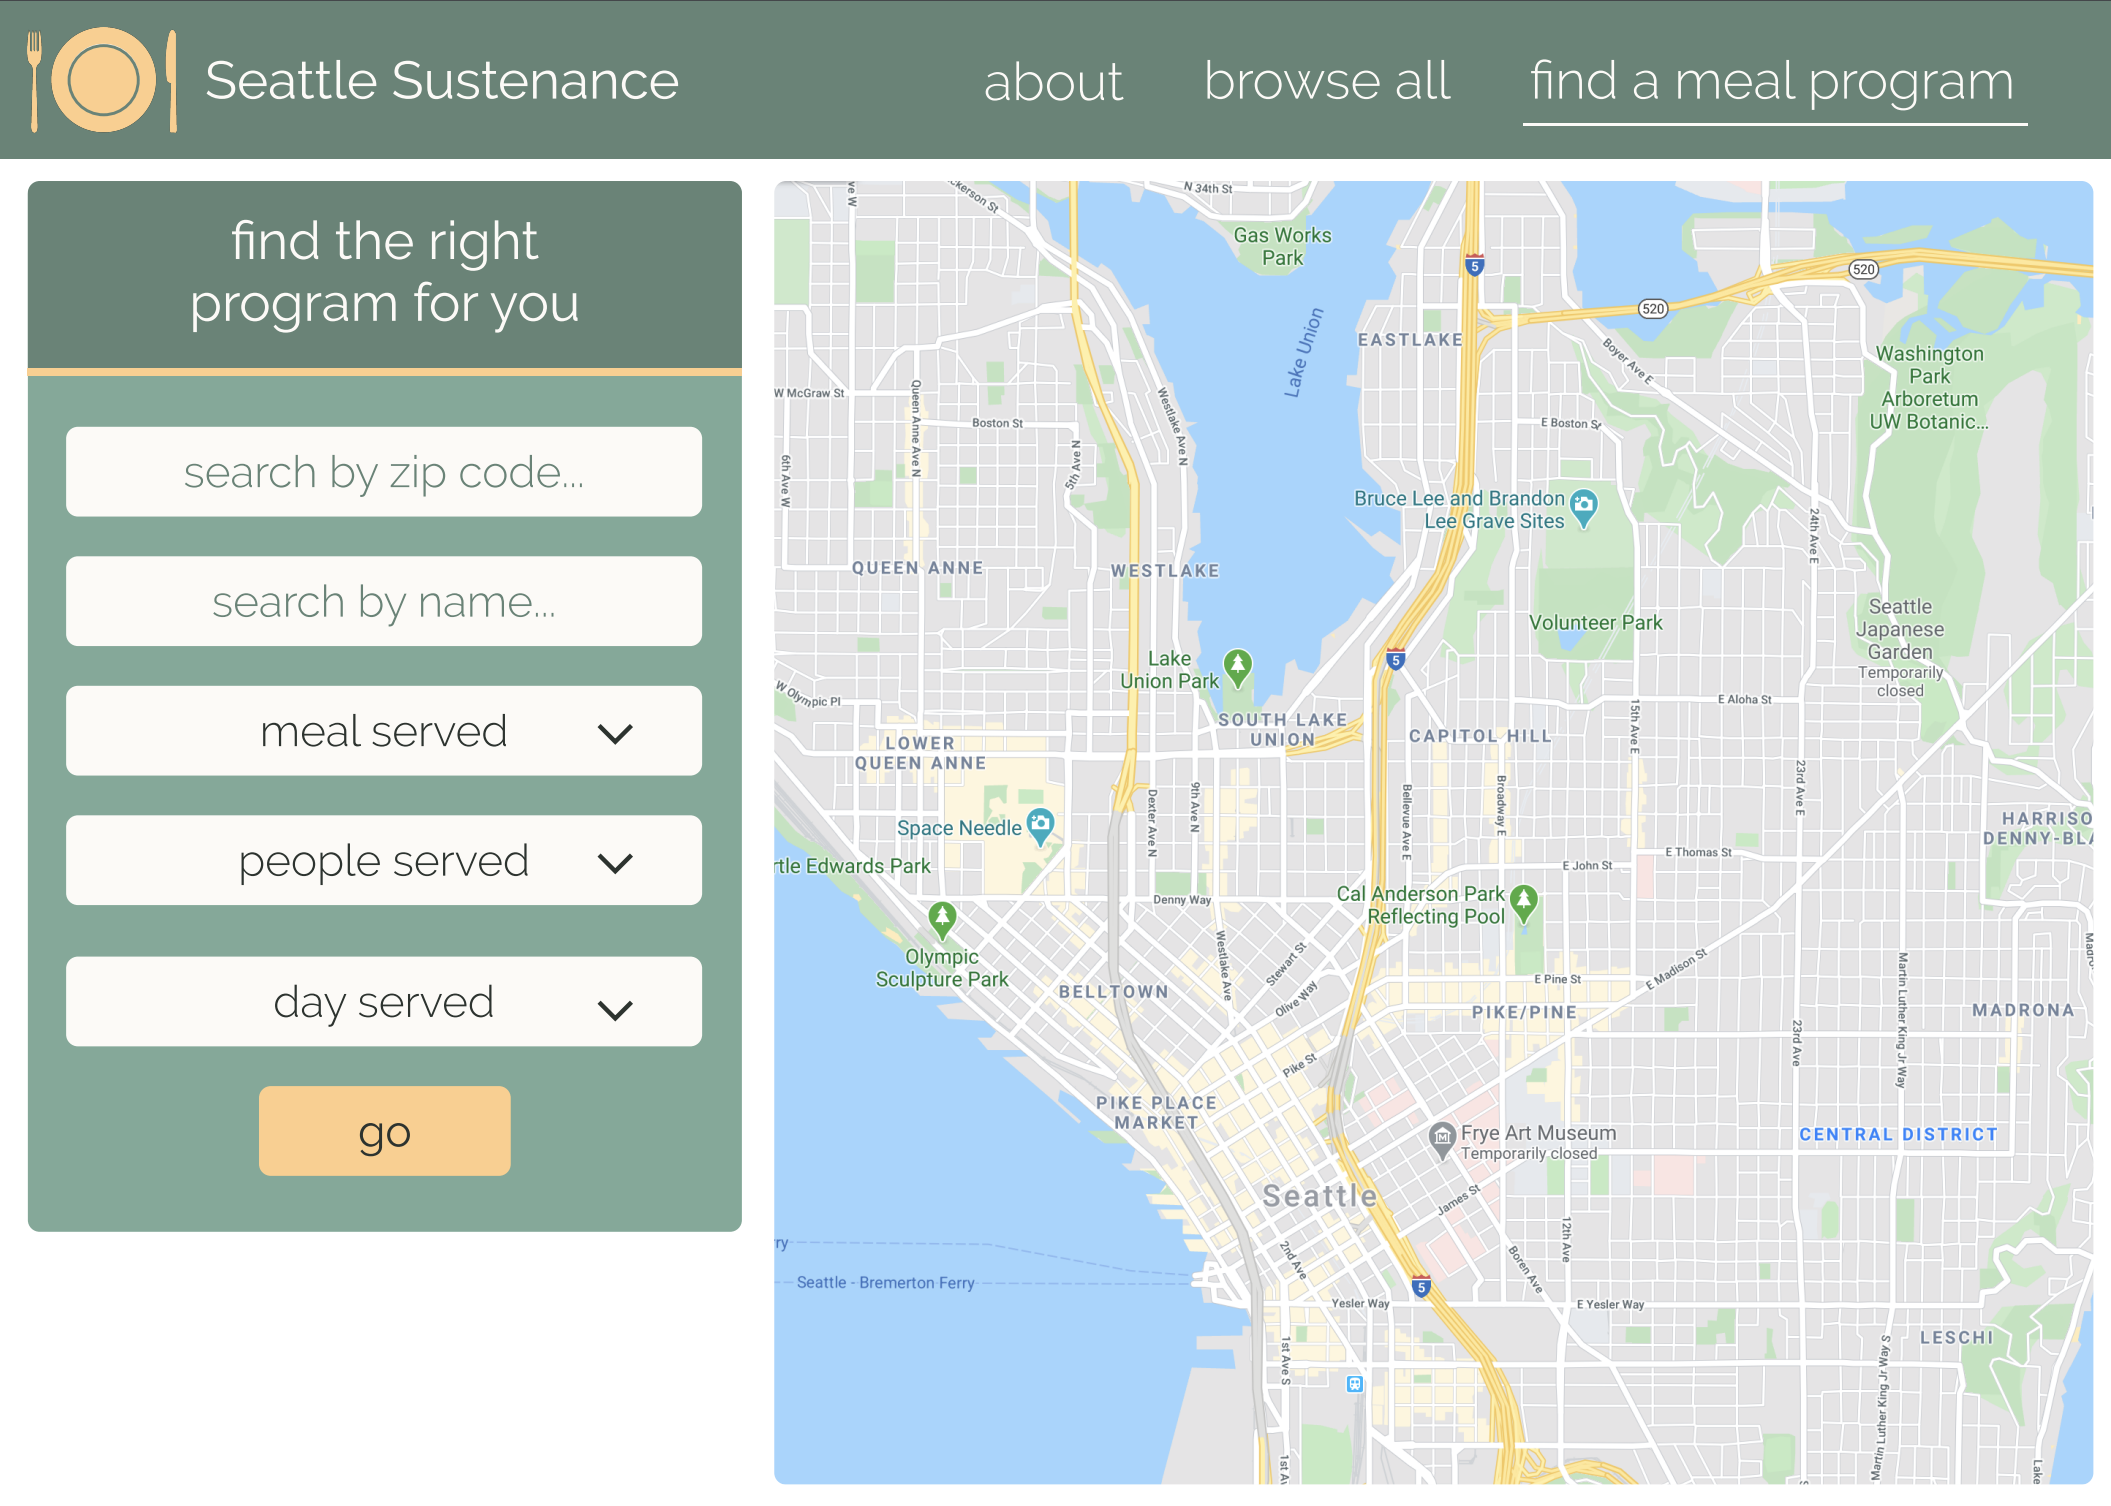 Seattle Sustenance
about
browse all
find a meal program
find the right
program for you
search by zip code...
search by name...
meal served
people served
day served
go
N 34th St
Gas Works
Park
5
520
520
Lake Union
EASTLAKE
Boyer Ave E
Washington
Park
Arboretum
UW Botanic...
W McGraw St
Queen Anne Ave N
Boston St
Westlake Ave N
E Boston St
6th Ave W
5th Ave N
Bruce Lee and Brandon
Lee Grave Sites
24th Ave E
QUEEN ANNE
WESTLAKE
Volunteer Park
Seattle
Japanese
Garden
Temporarily
closed
Lake
Union Park
5
W Olympic Pl
E Aloha St
15th Ave E
SOUTH LAKE
UNION
CAPITOL HILL
LOWER
QUEEN ANNE
Dexter Ave N
9th Ave N
Bellevue Ave E
Broadway E
23rd Ave E
Space Needle
HARRISO
DENNY-BLA
rtle Edwards Park
E John St
E Thomas St
Denny Way
Cal Anderson Park
Reflecting Pool
Olympic
Sculpture Park
Westlake Ave
Stewart St
Olive Way
E Pine St
E Madison St
BELLTOWN
PIKE/PINE
MADRONA
Martin Luther King Jr Way
23rd Ave
Pike St
PIKE PLACE
MARKET
Frye Art Museum
Temporarily closed
CENTRAL DISTRICT
Seattle
James St
12th Ave
Boren Ave
2nd Ave
ry
Seattle - Bremerton Ferry
5
Yesler Way
E Yesler Way
LESCHI
1st Ave S
Martin Luther King Jr Way S
1st A
Lake